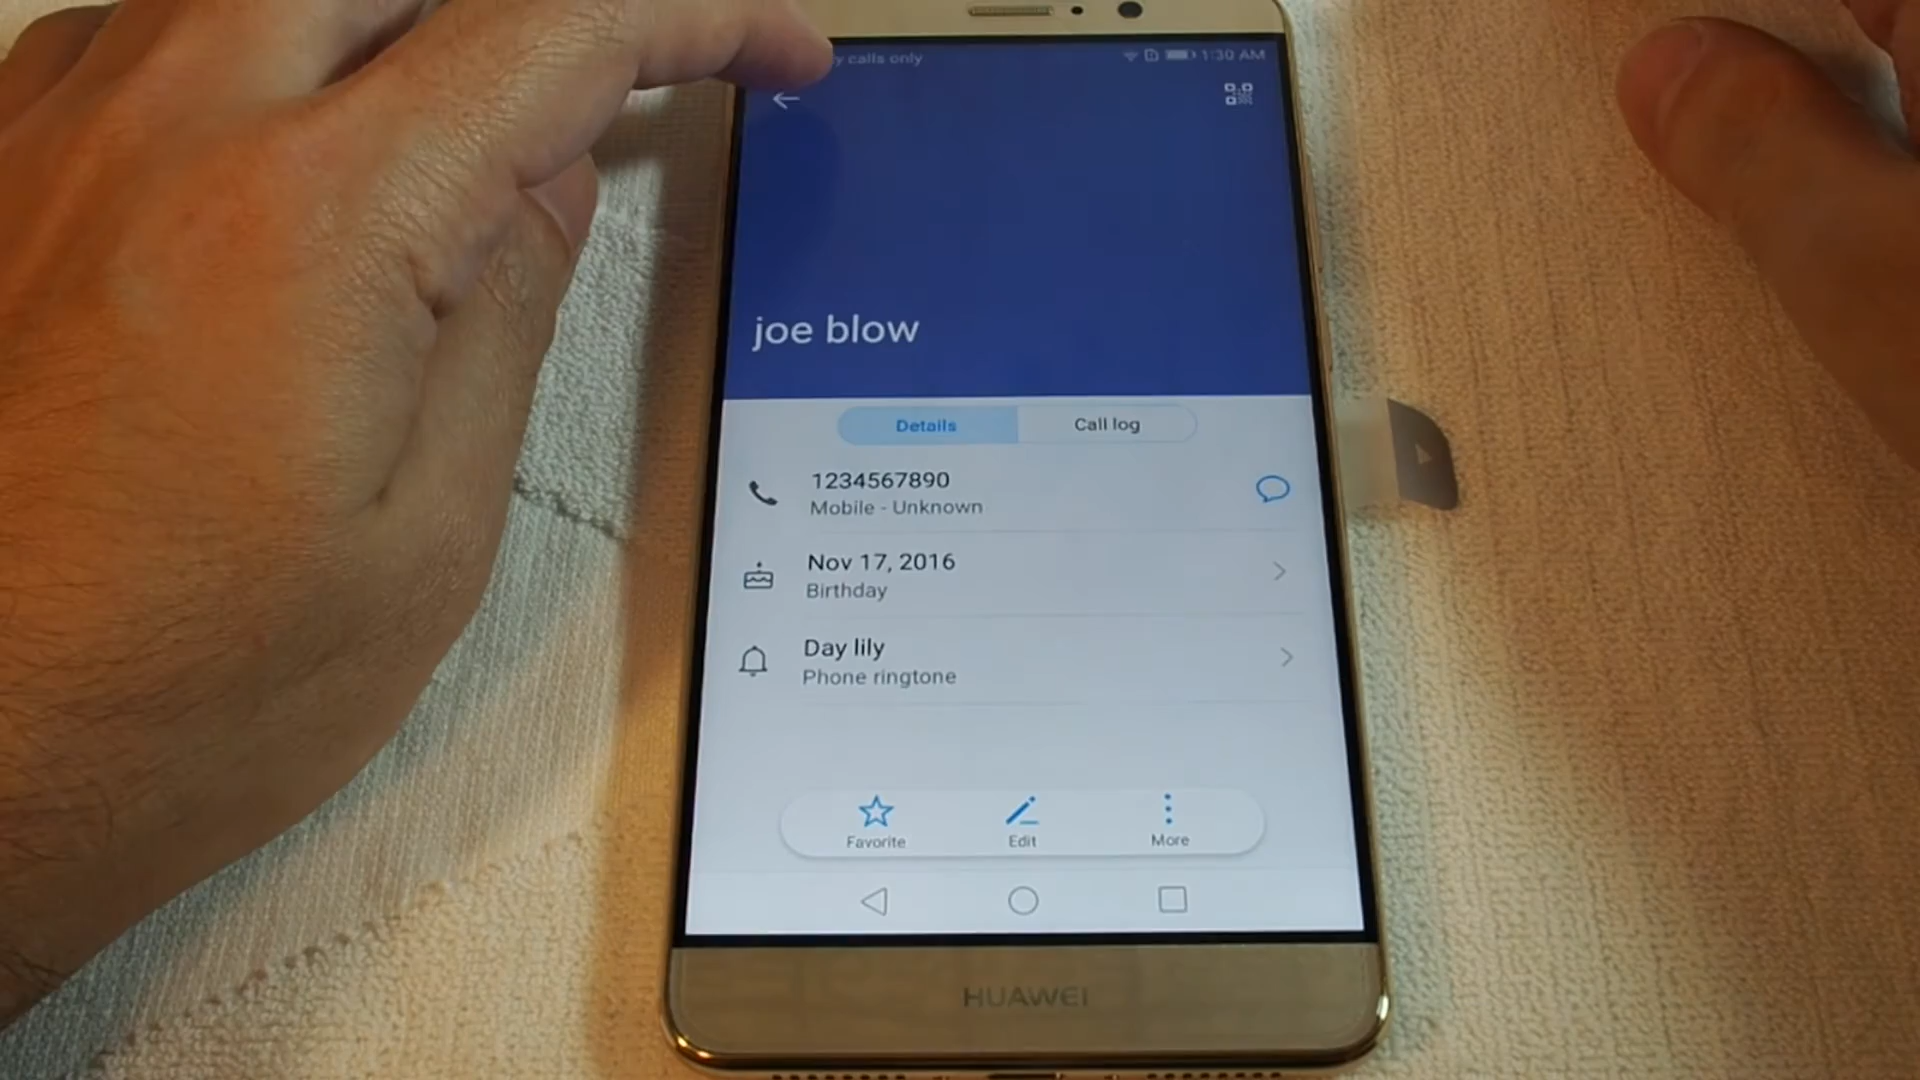 calls only
1:30 AM
joe blow
Details
Call log
1234567890
Mobile - Unknown
Nov 17, 2016
Birthday
Day lily
Phone ringtone
Favorite
Edit
More
HUAWEI